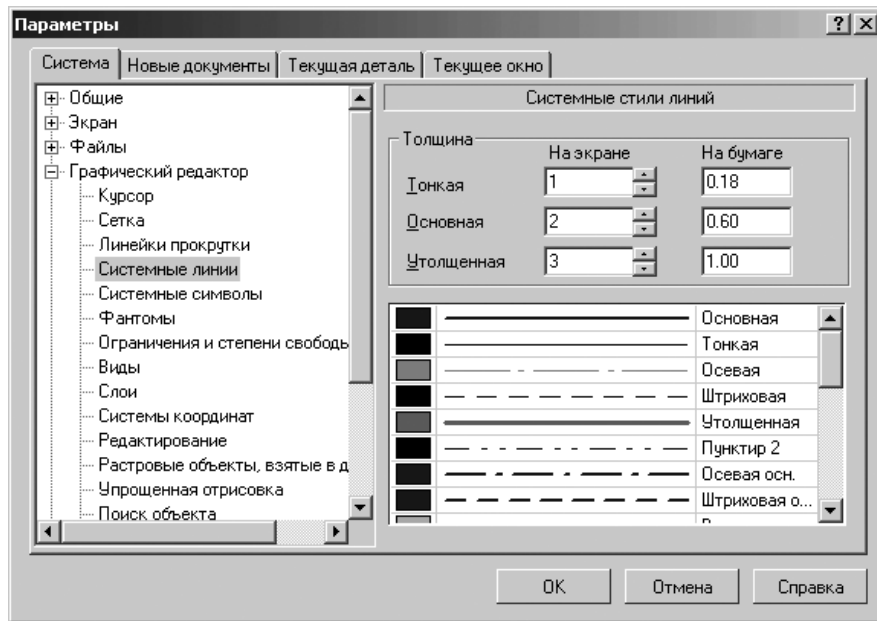 Параметры
Система
Новые документы
Текущая деталь
Текущее окно
Общие
Экран
Файлы
Графический редактор
Курсор
Сетка
Линейки прокрутки
Системные линии
Системные символы
Фантомы
Ограничения и степени свободы
Виды
Слои
Системы координат
Редактирование
Растровые объекты, взятые в д
Упрощенная отрисовка
Поиск объекта
Системные стили линий
Толщина
На экране
На бумаге
Тонкая 1 0.18
Основная 2 0.60
Утолщенная 3 1.00
Основная
Тонкая
Осевая
Штриховая
Утолщенная
Пунктир 2
Осевая осн.
Штриховая о...
OK
Отмена
Справка